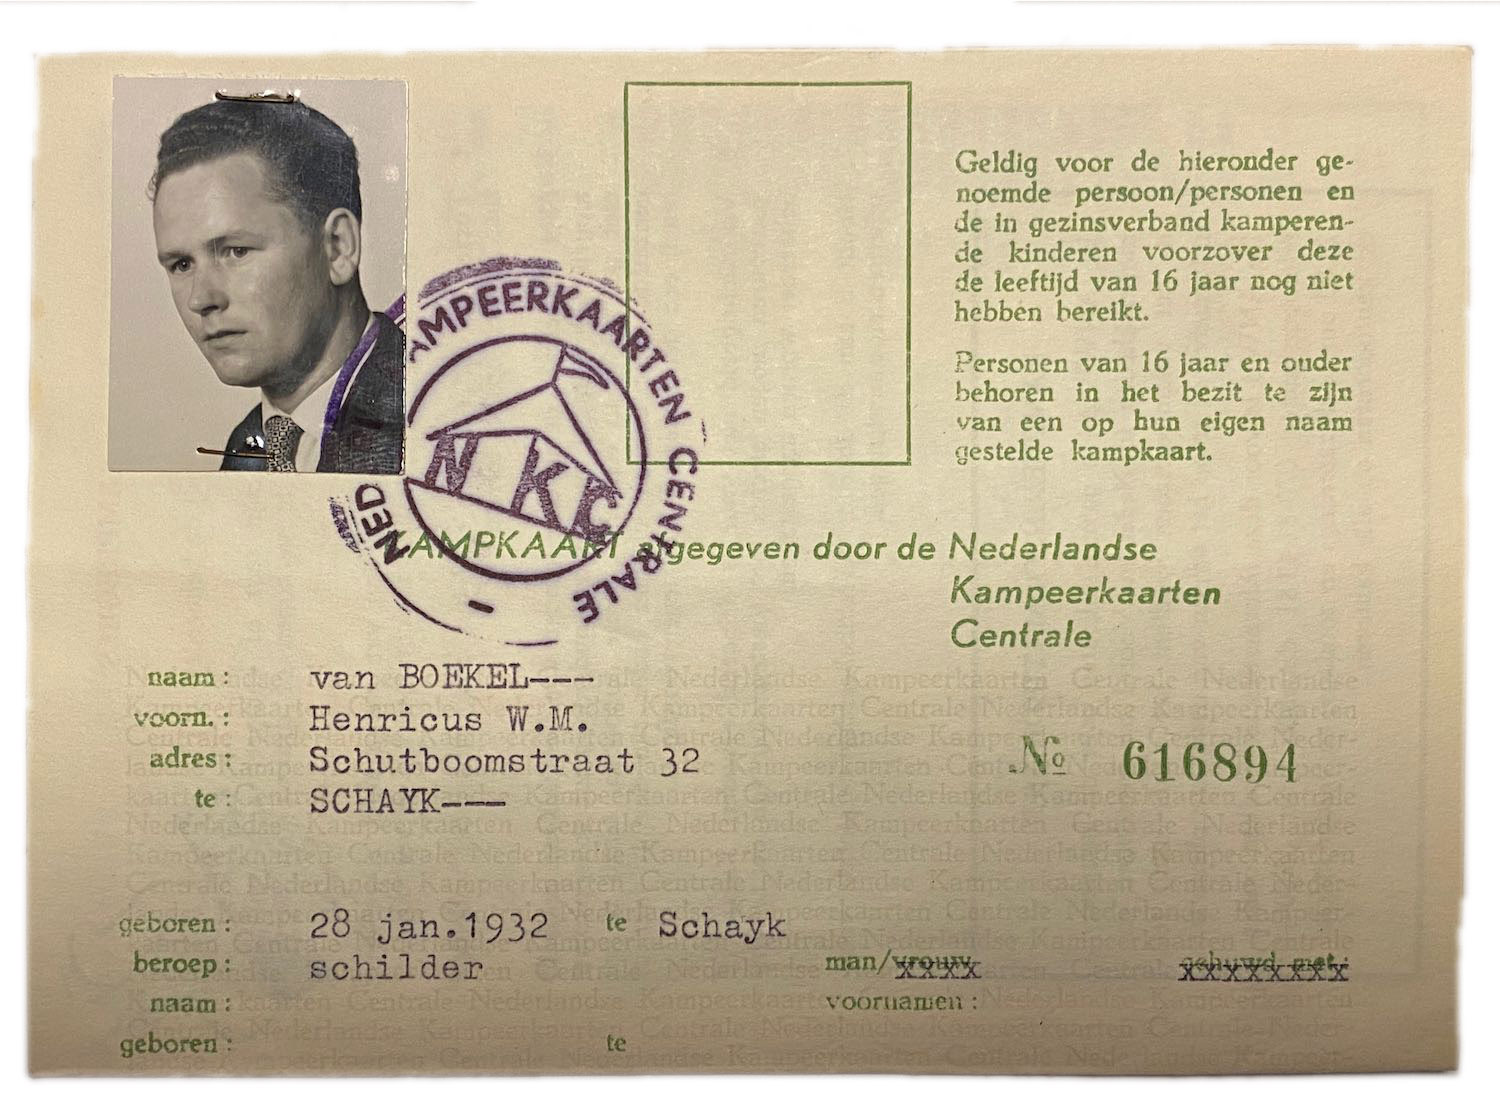 Geldig voor de hieronder ge-
noemde persoon/personen en
de in gezinsverband kamperen-
de kinderen voorzover deze
de leeftijd van 16 jaar nog niet
hebben bereikt.
Personen van 16 jaar en ouder
behoren in het bezit te zijn
van een op hun eigen naam
gestelde kampkaart.
NED KAMPEERKAARTEN CENTRALE -
NKC
KAMPKAART afgegeven door de Nederlandse
Kampeerkaarten
Centrale
naam: van BOEKEL---
voorn.: Henricus W.M.
adres: Schutboomstraat 32
te: SCHAYK---
№ 616894
geboren: 28 jan.1932 te Schayk
beroep: schilder man/vrouw gehuwd met:
naam: voornamen:
geboren: te